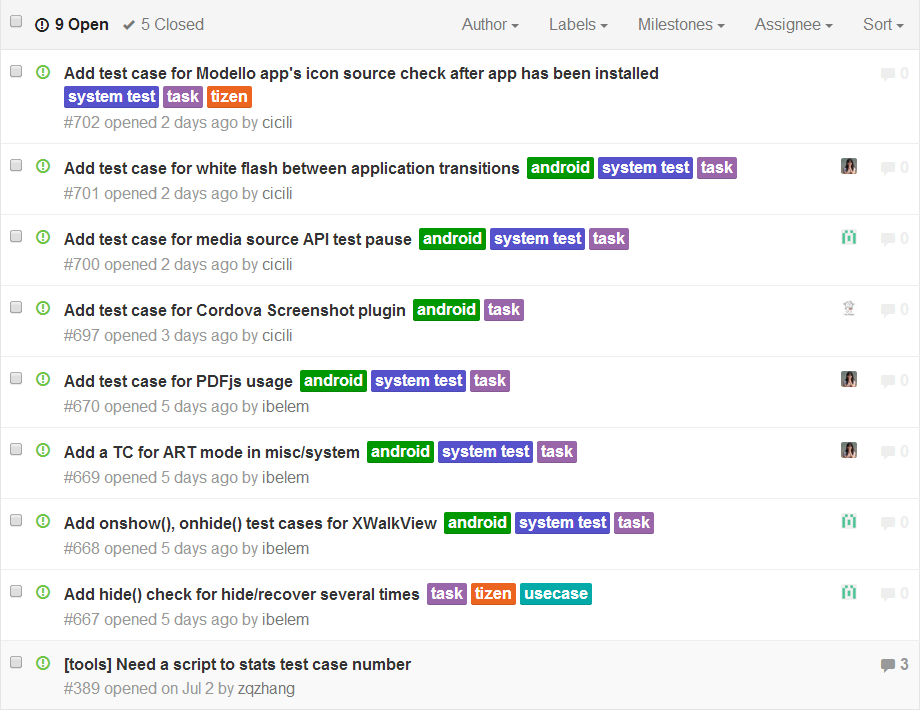 9 Open 5 Closed Author Labels Milestones Assignee Sort
Add test case for Modello app's icon source check after app has been installed 0
system test task tizen
#702 opened 2 days ago by cicili
Add test case for white flash between application transitions android system test task 0
#701 opened 2 days ago by cicili
Add test case for media source API test pause android system test task 0
#700 opened 2 days ago by cicili
Add test case for Cordova Screenshot plugin android task 0
#697 opened 3 days ago by cicili
Add test case for PDFjs usage android system test task 0
#670 opened 5 days ago by ibelem
Add a TC for ART mode in misc/system android system test task 0
#669 opened 5 days ago by ibelem
Add onshow(), onhide() test cases for XWalkView android system test task 0
#668 opened 5 days ago by ibelem
Add hide() check for hide/recover several times task tizen usecase 0
#667 opened 5 days ago by ibelem
[tools] Need a script to stats test case number 3
#389 opened on Jul 2 by zqzhang